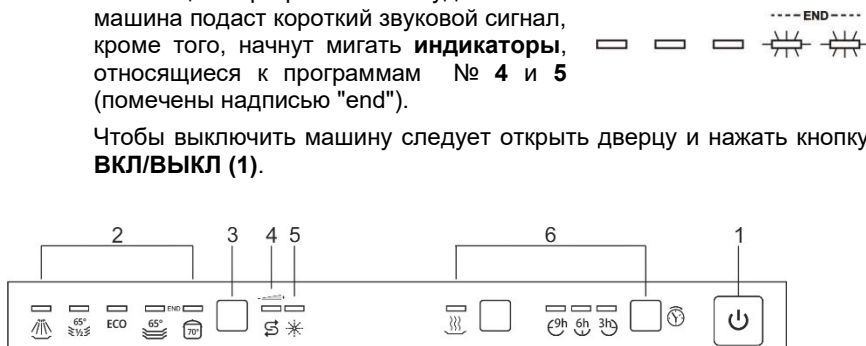 машина подаст короткий звуковой сигнал,
кроме того, начнут мигать индикаторы,
относящиеся к программам № 4 и 5
(помечены надписью "end").
----END----
Чтобы выключить машину следует открыть дверцу и нажать кнопку
ВКЛ/ВЫКЛ (1).
2 3 4 5 6 1
END
65° ½ ECO 65° 70° 9h 6h 3h